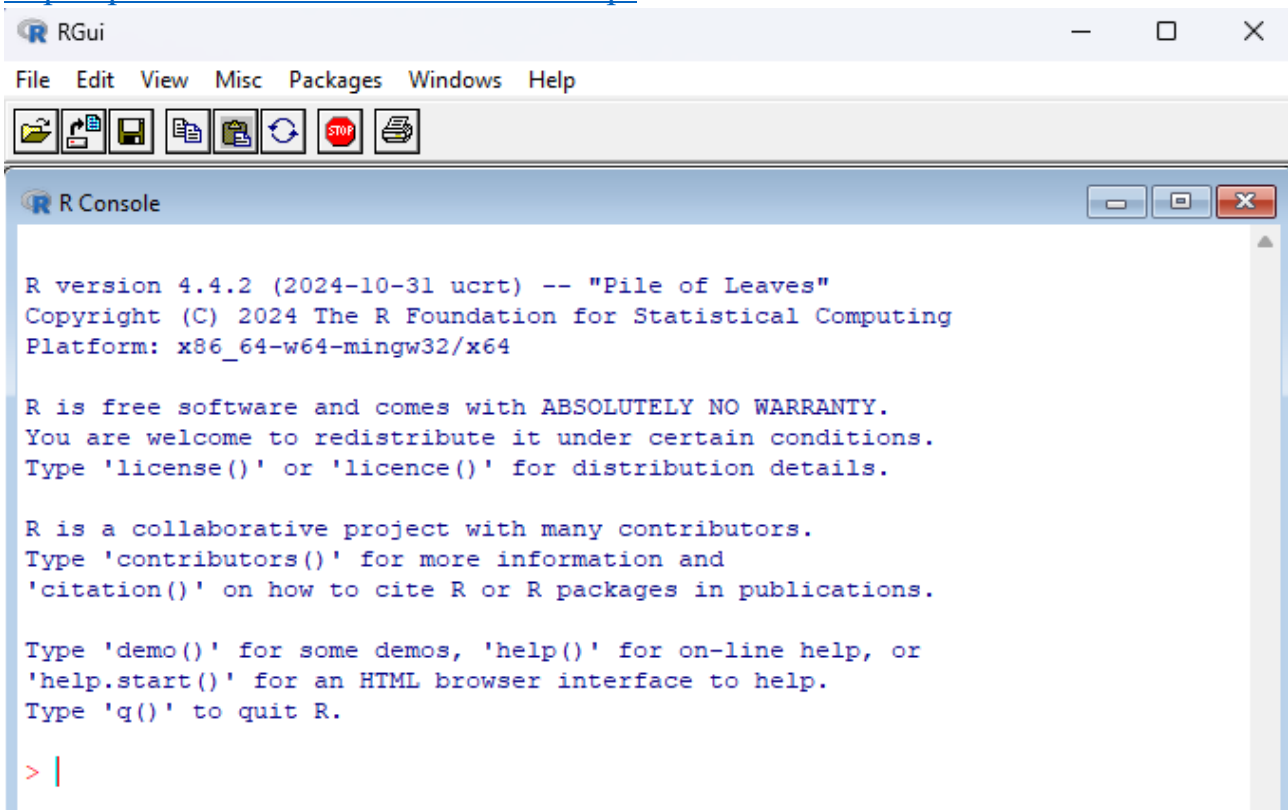 RGui
File Edit View Misc Packages Windows Help
STOP
R Console
R version 4.4.2 (2024-10-31 ucrt) -- "Pile of Leaves"
Copyright (C) 2024 The R Foundation for Statistical Computing
Platform: x86_64-w64-mingw32/x64
R is free software and comes with ABSOLUTELY NO WARRANTY.
You are welcome to redistribute it under certain conditions.
Type 'license()' or 'licence()' for distribution details.
R is a collaborative project with many contributors.
Type 'contributors()' for more information and
'citation()' on how to cite R or R packages in publications.
Type 'demo()' for some demos, 'help()' for on-line help, or
'help.start()' for an HTML browser interface to help.
Type 'q()' to quit R.
>